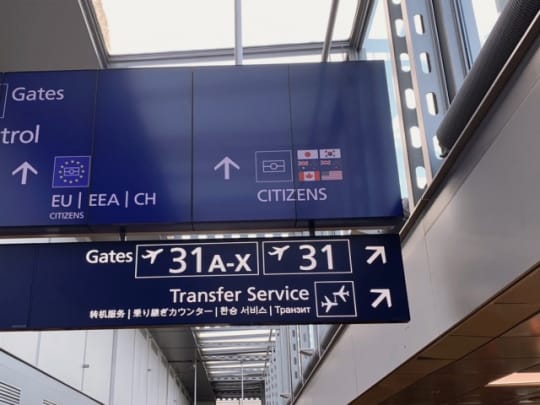 Gates
trol
EU | EEA | CH
CITIZENS
CITIZENS
Gates 31 A-X 31
Transfer Service
转机服务 | 乗り継ぎカウンター | 환승 서비스 | Транзит